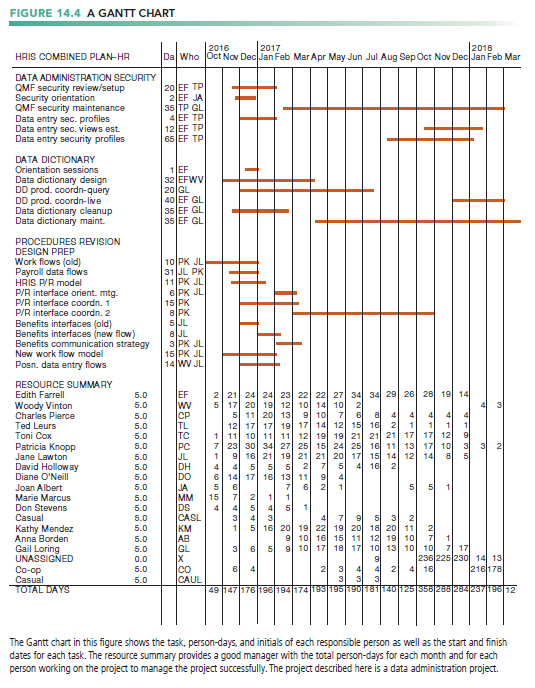 FIGURE 14.4 A GANTT CHART
2016 2017 2018
HRIS COMBINED PLAN–HR Da Who Oct Nov Dec Jan Feb Mar Apr May Jun Jul Aug Sep Oct Nov Dec Jan Feb Mar
DATA ADMINISTRATION SECURITY
QMF security review/setup 20 EF TP
Security orientation 2 EF JA
QMF security maintenance 35 TP GL
Data entry sec. profiles 4 EF TP
Data entry sec. views est. 12 EF TP
Data entry security profiles 65 EF TP
DATA DICTIONARY
Orientation sessions 1 EF
Data dictionary design 32 EFWV
DD prod. coordn-query 20 GL
DD prod. coordn-live 40 EF GL
Data dictionary cleanup 35 EF GL
Data dictionary maint. 35 EF GL
PROCEDURES REVISION
DESIGN PREP
Work flows (old) 10 PK JL
Payroll data flows 31 JL PK
HRIS P/R model 11 PK JL
P/R interface orient. mtg. 6 PK JL
P/R interface coordn. 1 15 PK
P/R interface coordn. 2 8 PK
Benefits interfaces (old) 5 JL
Benefits interfaces (new flow) 8 JL
Benefits communication strategy 3 PK JL
New work flow model 15 PK JL
Posn. data entry flows 14 WV JL
RESOURCE SUMMARY
Edith Farrell 5.0 EF 2 21 24 24 23 22 22 27 34 34 29 26 28 19 14
Woody Vinton 5.0 WV 5 17 20 19 12 10 14 10 2 4 3
Charles Pierce 5.0 CP 5 11 20 13 9 10 7 6 8 4 4 4 4 4
Ted Leurs 5.0 TL 12 17 17 19 17 14 12 15 16 2 1 1 1 1
Toni Cox 5.0 TC 1 11 10 11 11 12 19 19 21 21 21 17 17 12 9
Patricia Knopp 5.0 PC 7 23 30 34 27 25 15 24 25 16 11 13 17 10 3 3 2
Jane Lawton 5.0 JL 1 9 16 21 19 21 21 20 17 15 14 12 14 8 5
David Holloway 5.0 DH 4 4 5 5 5 2 7 5 4 16 2
Diane O'Neill 5.0 DO 6 14 17 16 13 11 9 4
Joan Albert 5.0 JA 5 6 7 6 2 1 5 5 1
Marie Marcus 5.0 MM 15 7 2 1 1
Don Stevens 5.0 DS 4 4 5 4 5 1
Casual 5.0 CASL 3 4 3 4 7 9 5 3 2
Kathy Mendez 5.0 KM 1 5 16 20 19 22 19 20 18 20 11 2
Anna Borden 5.0 AB 9 10 16 15 11 12 19 10 7 1
Gail Loring 5.0 GL 3 6 5 9 10 17 18 17 10 13 10 10 7 17
UNASSIGNED 0.0 X 9 236 225 230 14 13
Co-op 5.0 CO 6 4 2 3 4 4 2 4 16 216 178
Casual 5.0 CAUL 3 3 3
TOTAL DAYS 49 147 176 196 194 174 193 195 190 181 140 125 358 288 284 237 196 12
The Gantt chart in this figure shows the task, person-days, and initials of each responsible person as well as the start and finish
dates for each task. The resource summary provides a good manager with the total person-days for each month and for each
person working on the project to manage the project successfully. The project described here is a data administration project.